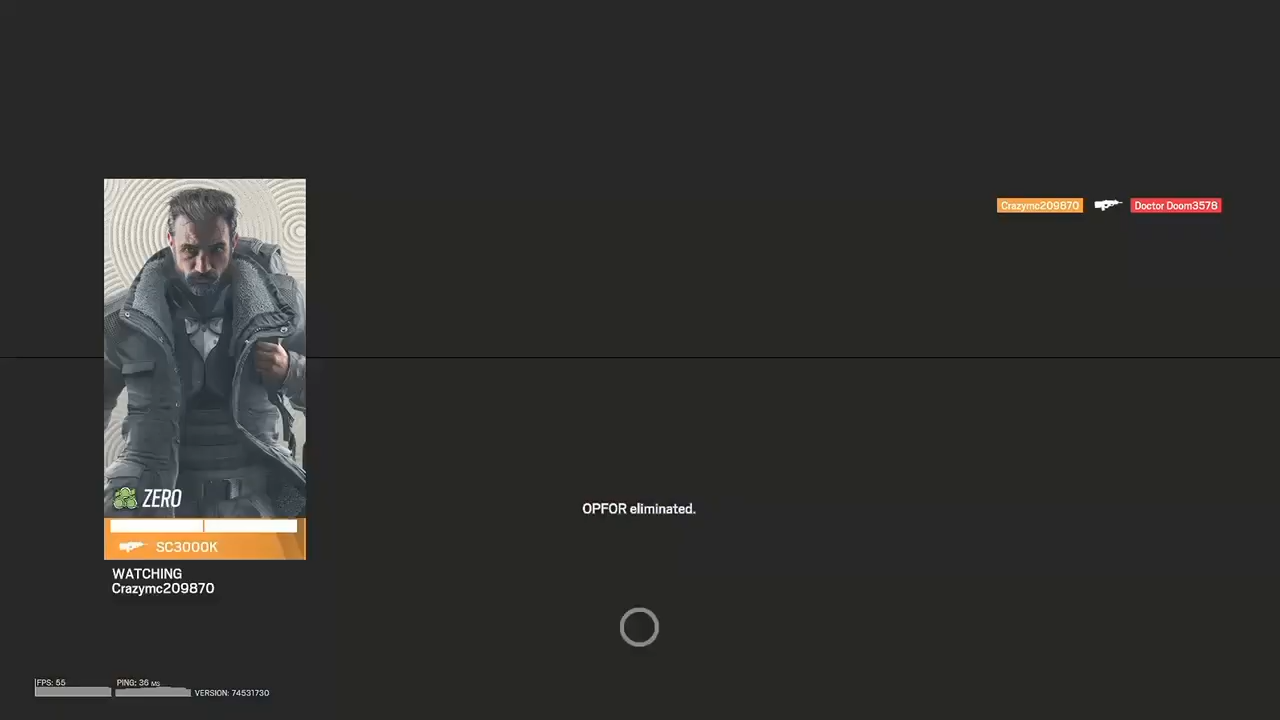 Crazymc209870 Doctor Doom3578
ZERO
OPFOR eliminated.
SC3000K
WATCHING
Crazymc209870
FPS: 55 PING: 36 MS VERSION: 74531730